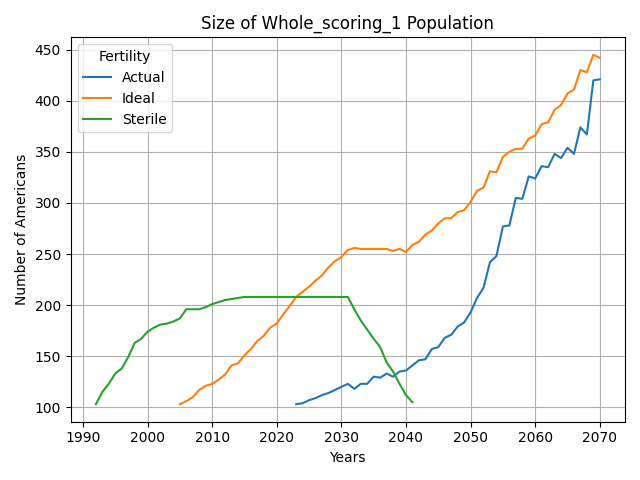 Size of Whole_scoring_1 Population
Fertility
Actual
Ideal
Sterile
Number of Americans
450
400
350
300
250
200
150
100
1990 2000 2010 2020 2030 2040 2050 2060 2070
Years